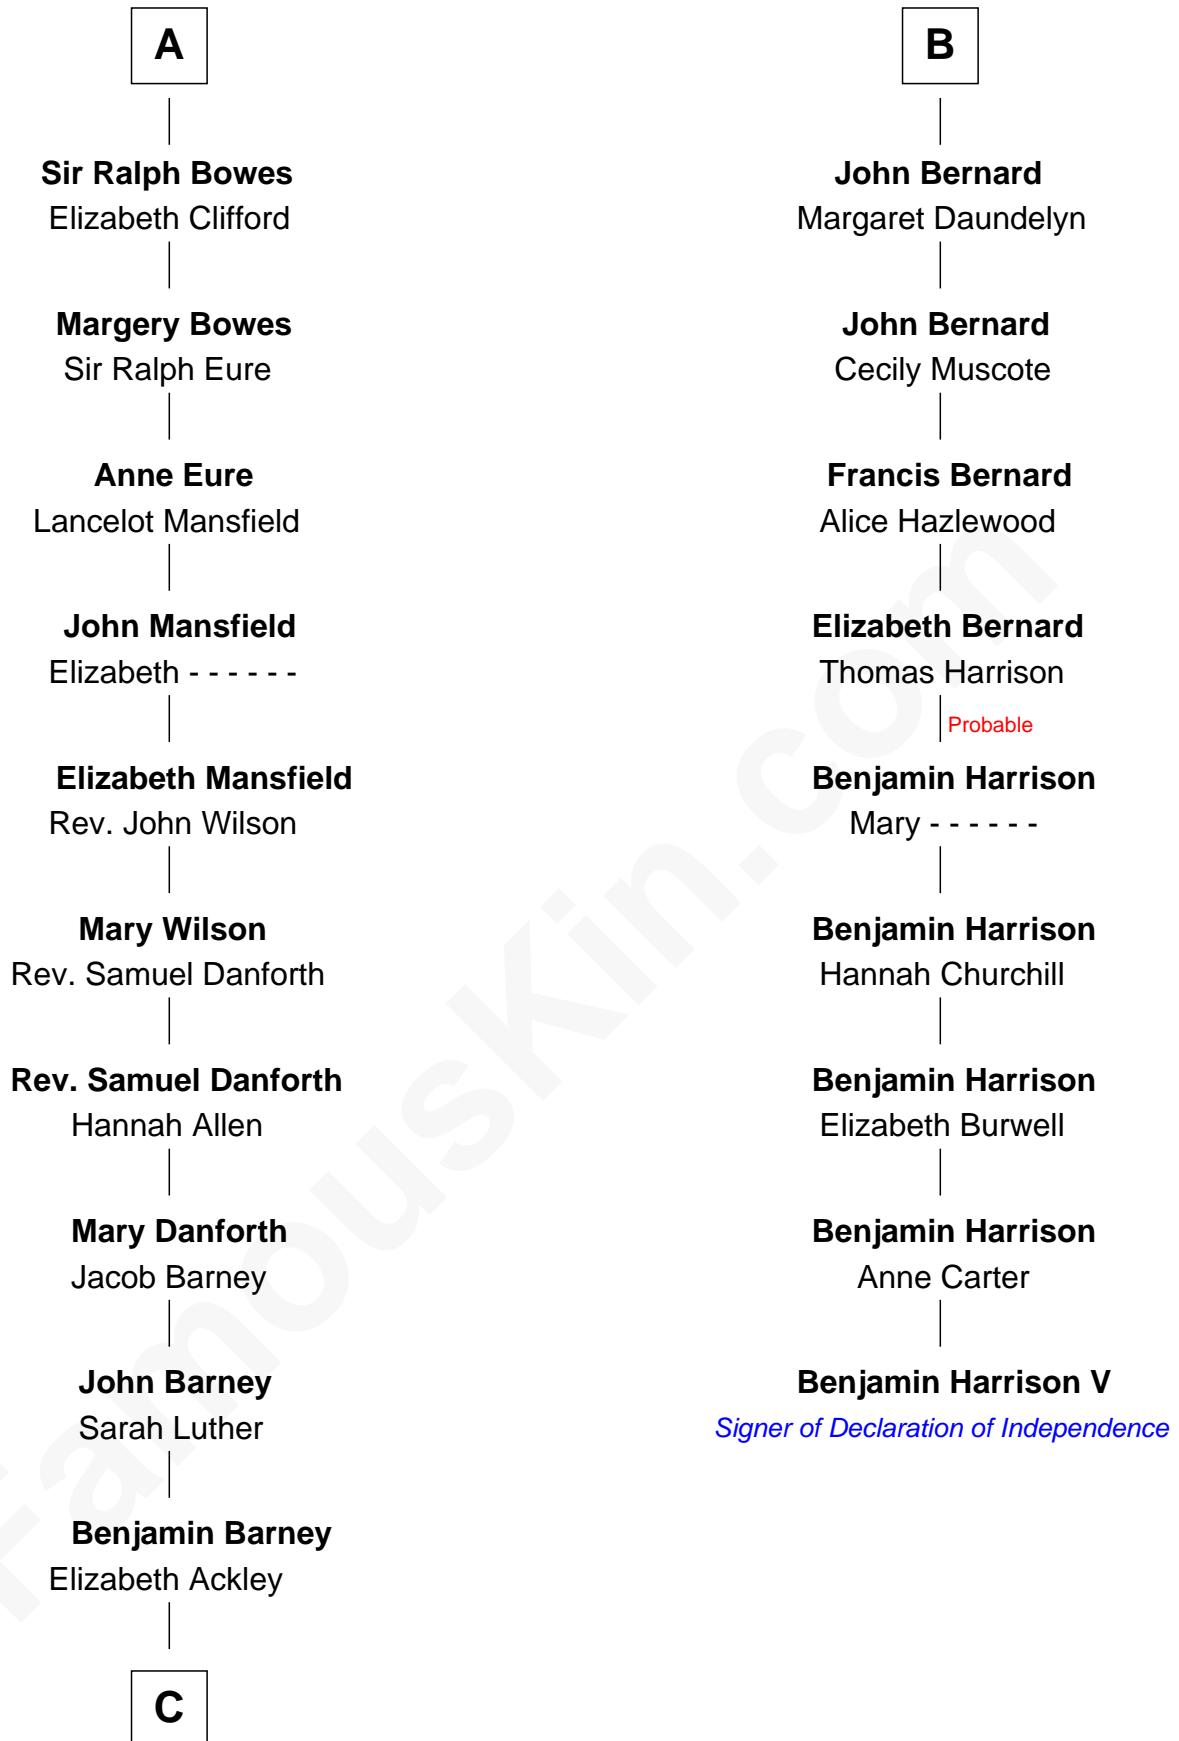 A
Sir Ralph Bowes
Elizabeth Clifford
Margery Bowes
Sir Ralph Eure
Anne Eure
Lancelot Mansfield
John Mansfield
Elizabeth - - - - - -
Elizabeth Mansfield
Rev. John Wilson
Mary Wilson
Rev. Samuel Danforth
Rev. Samuel Danforth
Hannah Allen
Mary Danforth
Jacob Barney
John Barney
Sarah Luther
Benjamin Barney
Elizabeth Ackley
C
B
John Bernard
Margaret Daundelyn
John Bernard
Cecily Muscote
Francis Bernard
Alice Hazlewood
Elizabeth Bernard
Thomas Harrison
Probable
Benjamin Harrison
Mary - - - - - -
Benjamin Harrison
Hannah Churchill
Benjamin Harrison
Elizabeth Burwell
Benjamin Harrison
Anne Carter
Benjamin Harrison V
Signer of Declaration of Independence
FamousKin.com